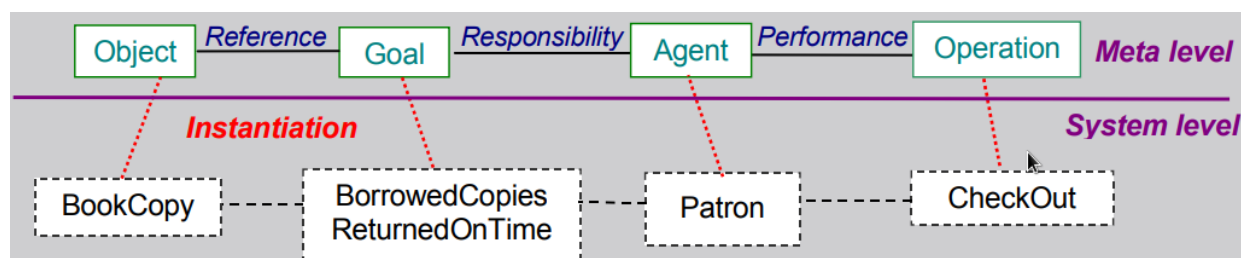 Object Reference Goal Responsibility Agent Performance Operation Meta level
Instantiation System level
BookCopy
BorrowedCopies
ReturnedOnTime
Patron
CheckOut